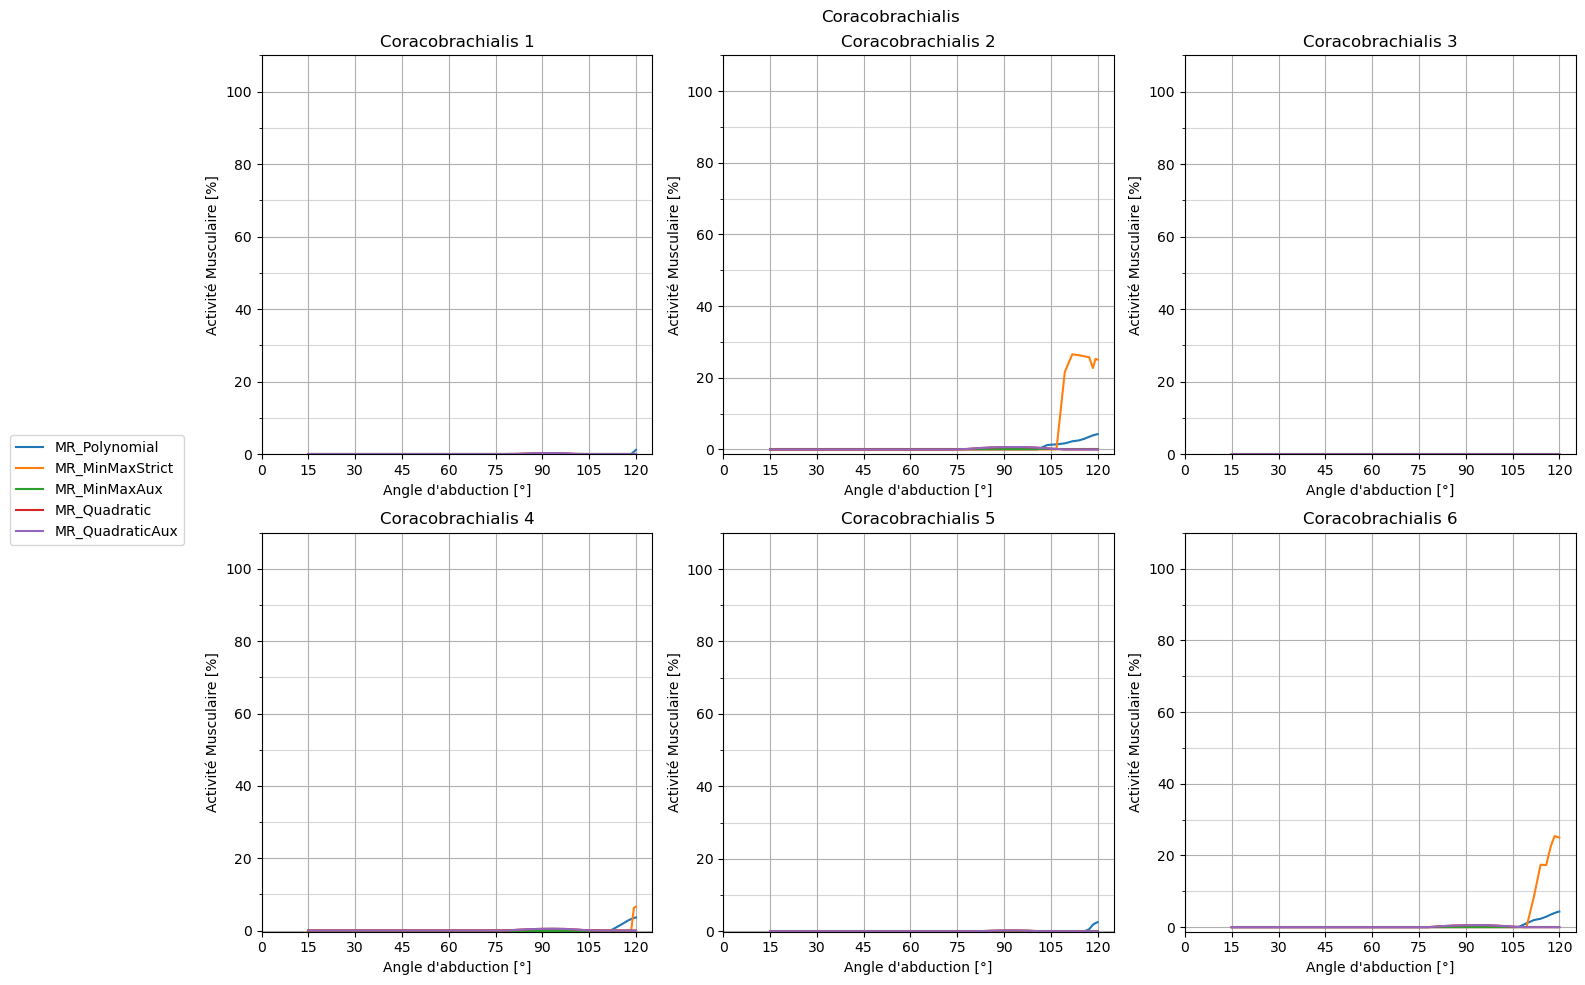 Coracobrachialis
Coracobrachialis 1
Coracobrachialis 2
Coracobrachialis 3
Activité Musculaire [%]
100
80
60
40
20
0
0 15 30 45 60 75 90 105 120
Angle d'abduction [°]
Activité Musculaire [%]
100
80
60
40
20
0
0 15 30 45 60 75 90 105 120
Angle d'abduction [°]
Activité Musculaire [%]
100
80
60
40
20
0
0 15 30 45 60 75 90 105 120
Angle d'abduction [°]
MR_Polynomial
MR_MinMaxStrict
MR_MinMaxAux
MR_Quadratic
MR_QuadraticAux
Coracobrachialis 4
Coracobrachialis 5
Coracobrachialis 6
Activité Musculaire [%]
100
80
60
40
20
0
0 15 30 45 60 75 90 105 120
Angle d'abduction [°]
Activité Musculaire [%]
100
80
60
40
20
0
0 15 30 45 60 75 90 105 120
Angle d'abduction [°]
Activité Musculaire [%]
100
80
60
40
20
0
0 15 30 45 60 75 90 105 120
Angle d'abduction [°]